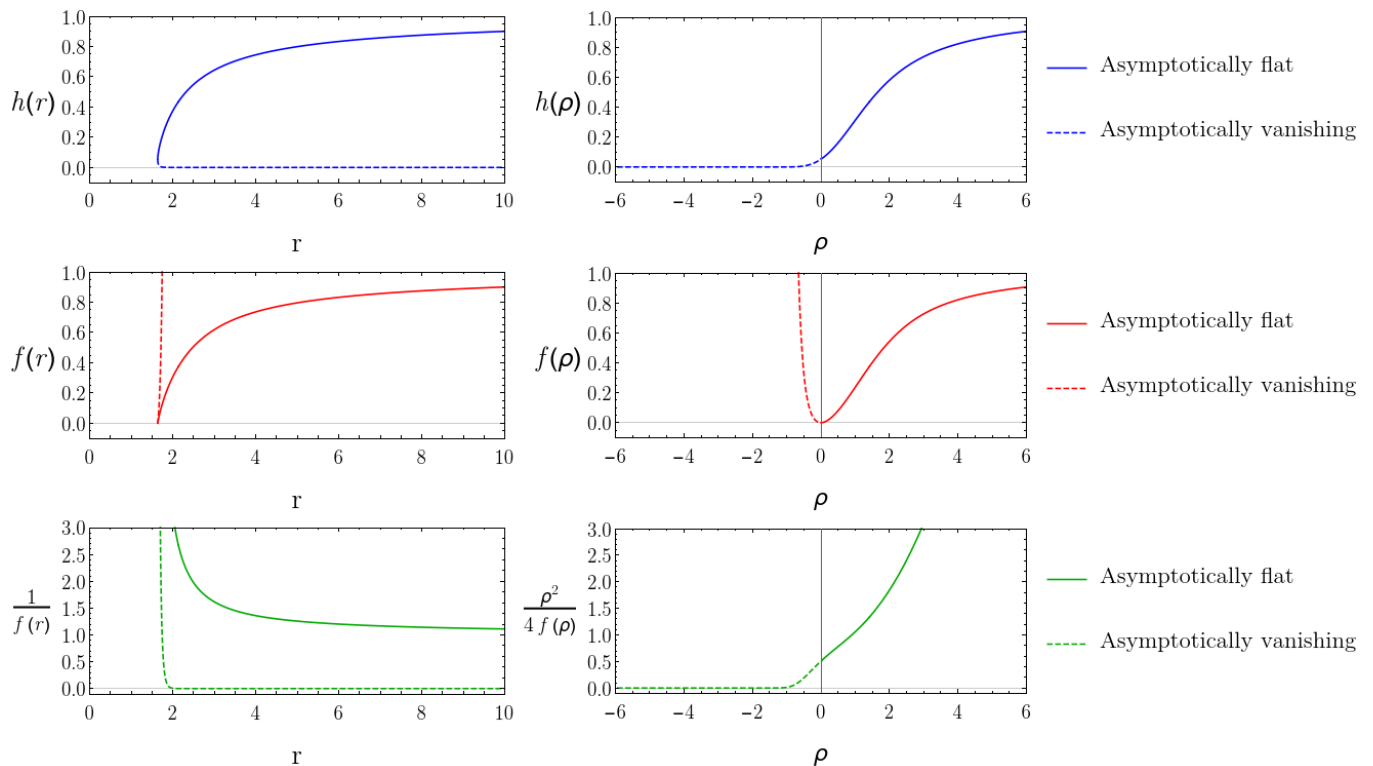 h(r)
1.0
0.8
0.6
0.4
0.2
0.0
0 2 4 6 8 10
r
h(ρ)
1.0
0.8
0.6
0.4
0.2
0.0
−6 −4 −2 0 2 4 6
ρ
Asymptotically flat
Asymptotically vanishing
f(r)
1.0
0.8
0.6
0.4
0.2
0.0
0 2 4 6 8 10
r
f(ρ)
1.0
0.8
0.6
0.4
0.2
0.0
−6 −4 −2 0 2 4 6
ρ
Asymptotically flat
Asymptotically vanishing
1
f(r)
3.0
2.5
2.0
1.5
1.0
0.5
0.0
0 2 4 6 8 10
r
ρ²
4 f(ρ)
3.0
2.5
2.0
1.5
1.0
0.5
0.0
−6 −4 −2 0 2 4 6
ρ
Asymptotically flat
Asymptotically vanishing